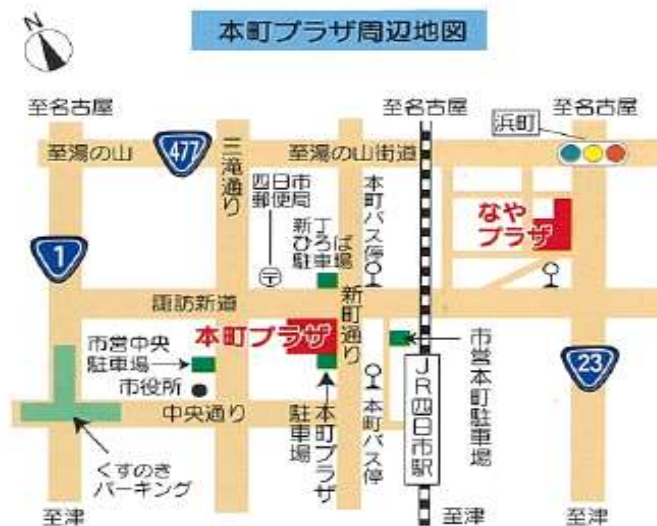 N
本町プラザ周辺地図
至名古屋
至名古屋
至名古屋
浜町
至湯の山
477
三滝通り
至湯の山街道
四日市
郵便局
本町バス停
新丁
ひろば
駐車場
なや
プラザ
1
諏訪新道
新町通り
本町プラザ
市営中央
駐車場
市役所
中央通り
本町プラザ
駐車場
本町バス停
JR四日市駅
市営本町駐車場
23
くすのき
パーキング
至津
至津
至津